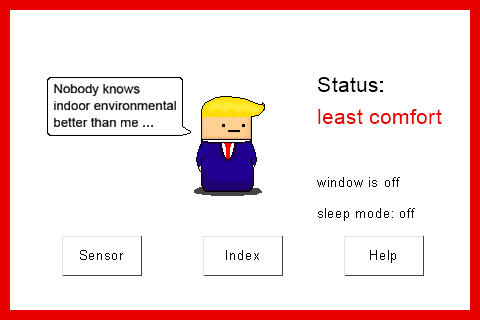 Nobody knows
indoor environmental
better than me ...
Status:
least comfort
window is off
sleep mode: off
Sensor
Index
Help